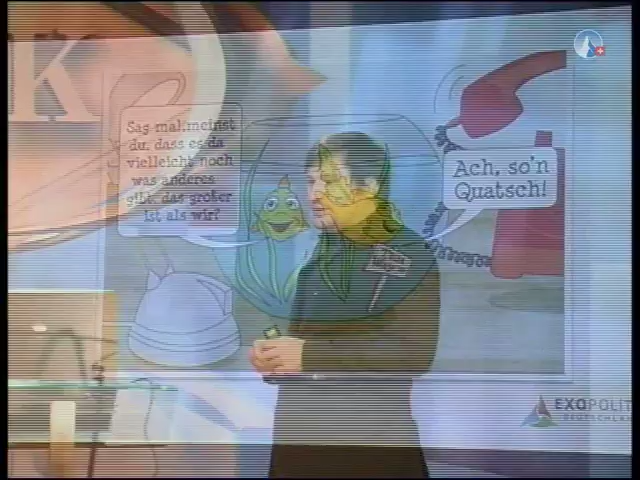 K
Sag mal,meinst
du, dass es da
vielleicht noch
was anderes
gibt, das größer
ist als wir?
Ach, so'n
Quatsch!
EXOPOLIT
DEUTSCHLAN